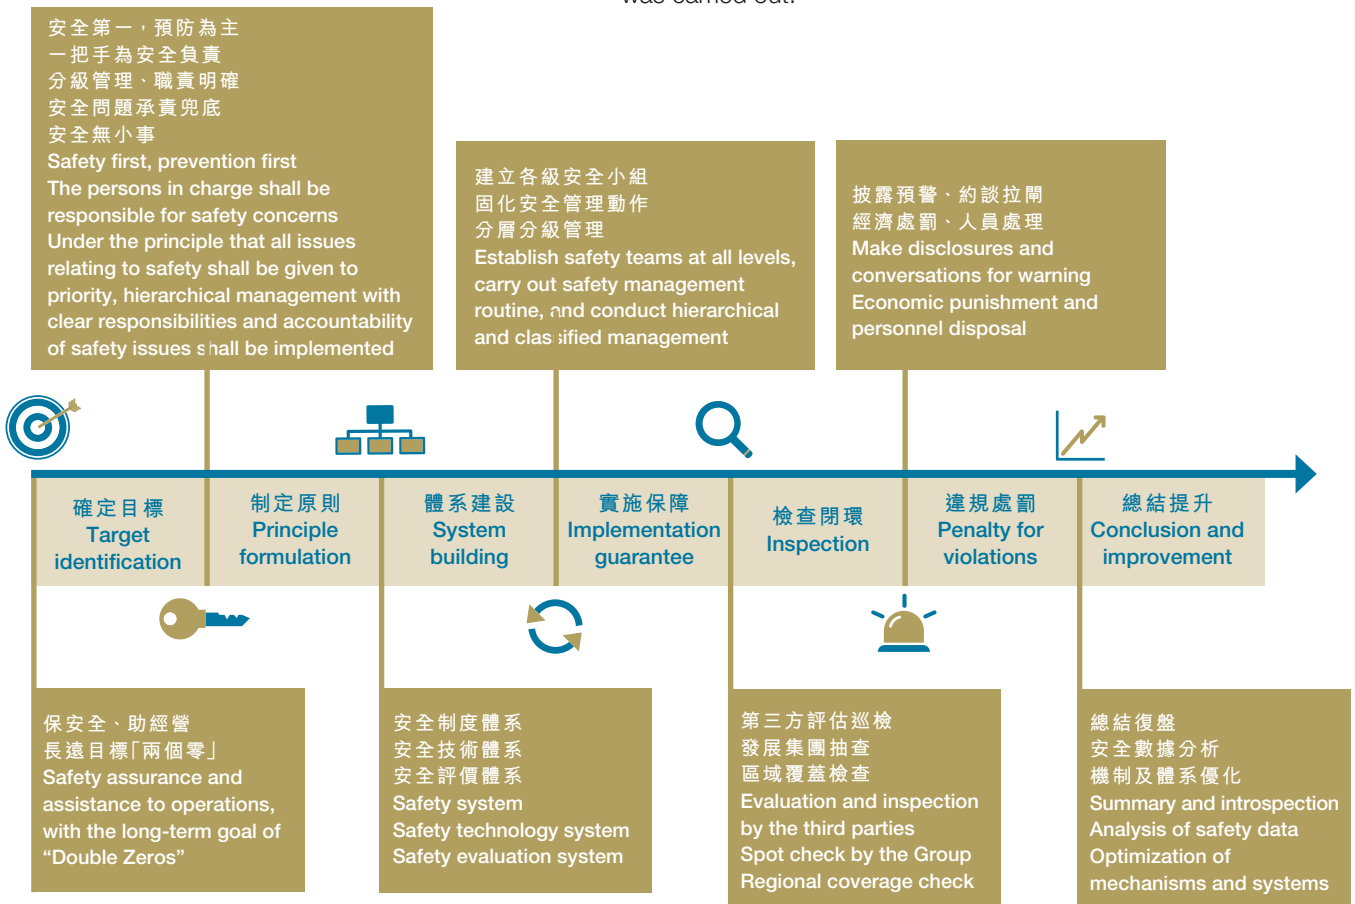 was carried out.
安全第一，預防為主
一把手為安全負責
分級管理、職責明確
安全問題承責兜底
安全無小事
Safety first, prevention first
The persons in charge shall be
responsible for safety concerns
Under the principle that all issues
relating to safety shall be given to
priority, hierarchical management with
clear responsibilities and accountability
of safety issues shall be implemented
建立各級安全小組
固化安全管理動作
分層分級管理
Establish safety teams at all levels,
carry out safety management
routine, and conduct hierarchical
and classified management
披露預警、約談拉閘
經濟處罰、人員處理
Make disclosures and
conversations for warning
Economic punishment and
personnel disposal
確定目標
Target
identification
制定原則
Principle
formulation
體系建設
System
building
實施保障
Implementation
guarantee
檢查閉環
Inspection
違規處罰
Penalty for
violations
總結提升
Conclusion and
improvement
保安全、助經營
長遠目標「兩個零」
Safety assurance and
assistance to operations,
with the long-term goal of
“Double Zeros”
安全制度體系
安全技術體系
安全評價體系
Safety system
Safety technology system
Safety evaluation system
第三方評估巡檢
發展集團抽查
區域覆蓋檢查
Evaluation and inspection
by the third parties
Spot check by the Group
Regional coverage check
總結復盤
安全數據分析
機制及體系優化
Summary and introspection
Analysis of safety data
Optimization of
mechanisms and systems